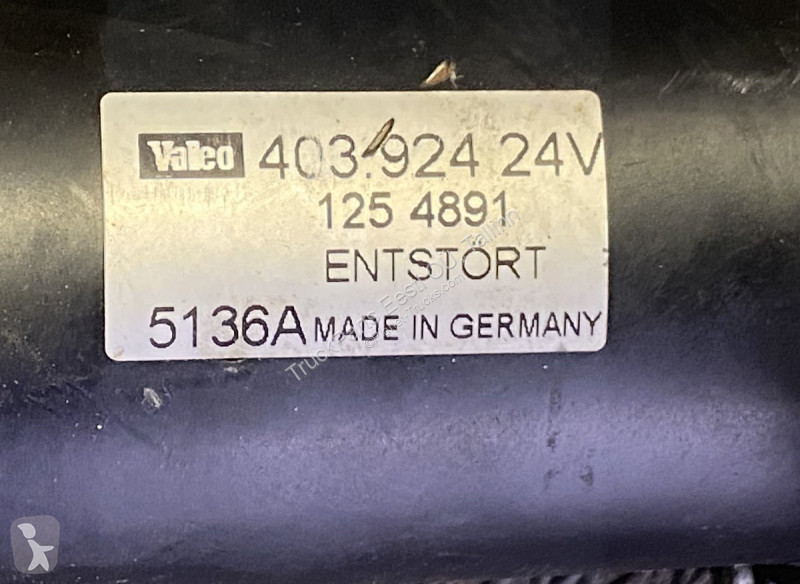 Valeo 403.924 24V
125 4891
ENTSTÖRT
5136A MADE IN GERMANY